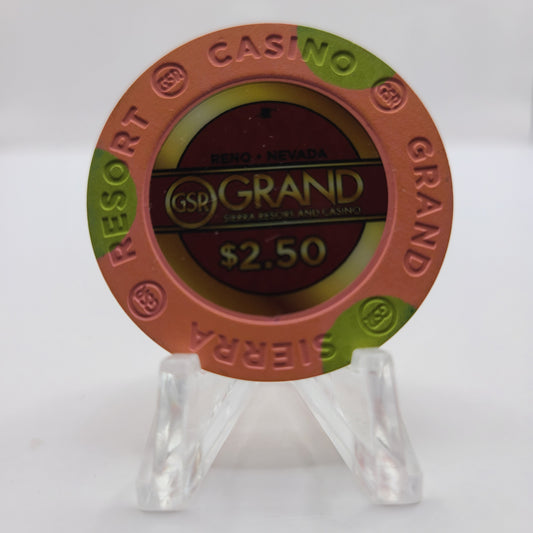 CASINO
GRAND
SIERRA
RESORT
GSR
GSR
GSR
GSR
RENO • NEVADA
GSR GRAND
SIERRA RESORT AND CASINO
$2.50